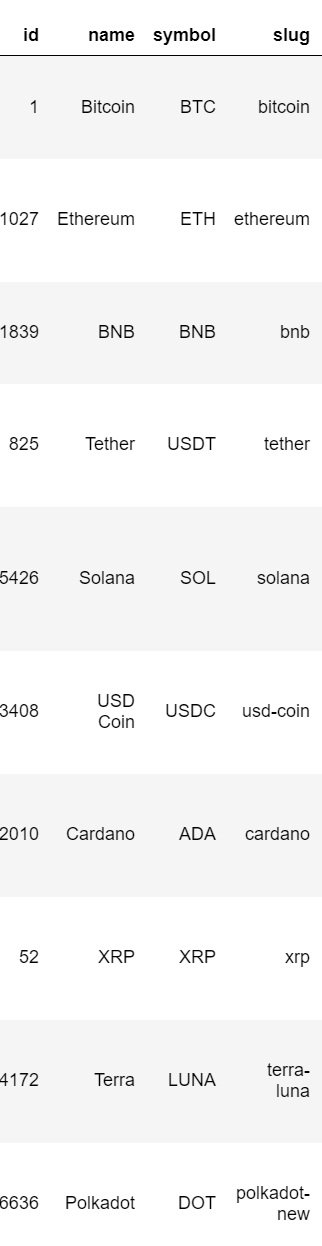 id name symbol slug
1 Bitcoin BTC bitcoin
1027 Ethereum ETH ethereum
1839 BNB BNB bnb
825 Tether USDT tether
5426 Solana SOL solana
3408 USD Coin USDC usd-coin
2010 Cardano ADA cardano
52 XRP XRP xrp
4172 Terra LUNA terra-luna
6636 Polkadot DOT polkadot-new